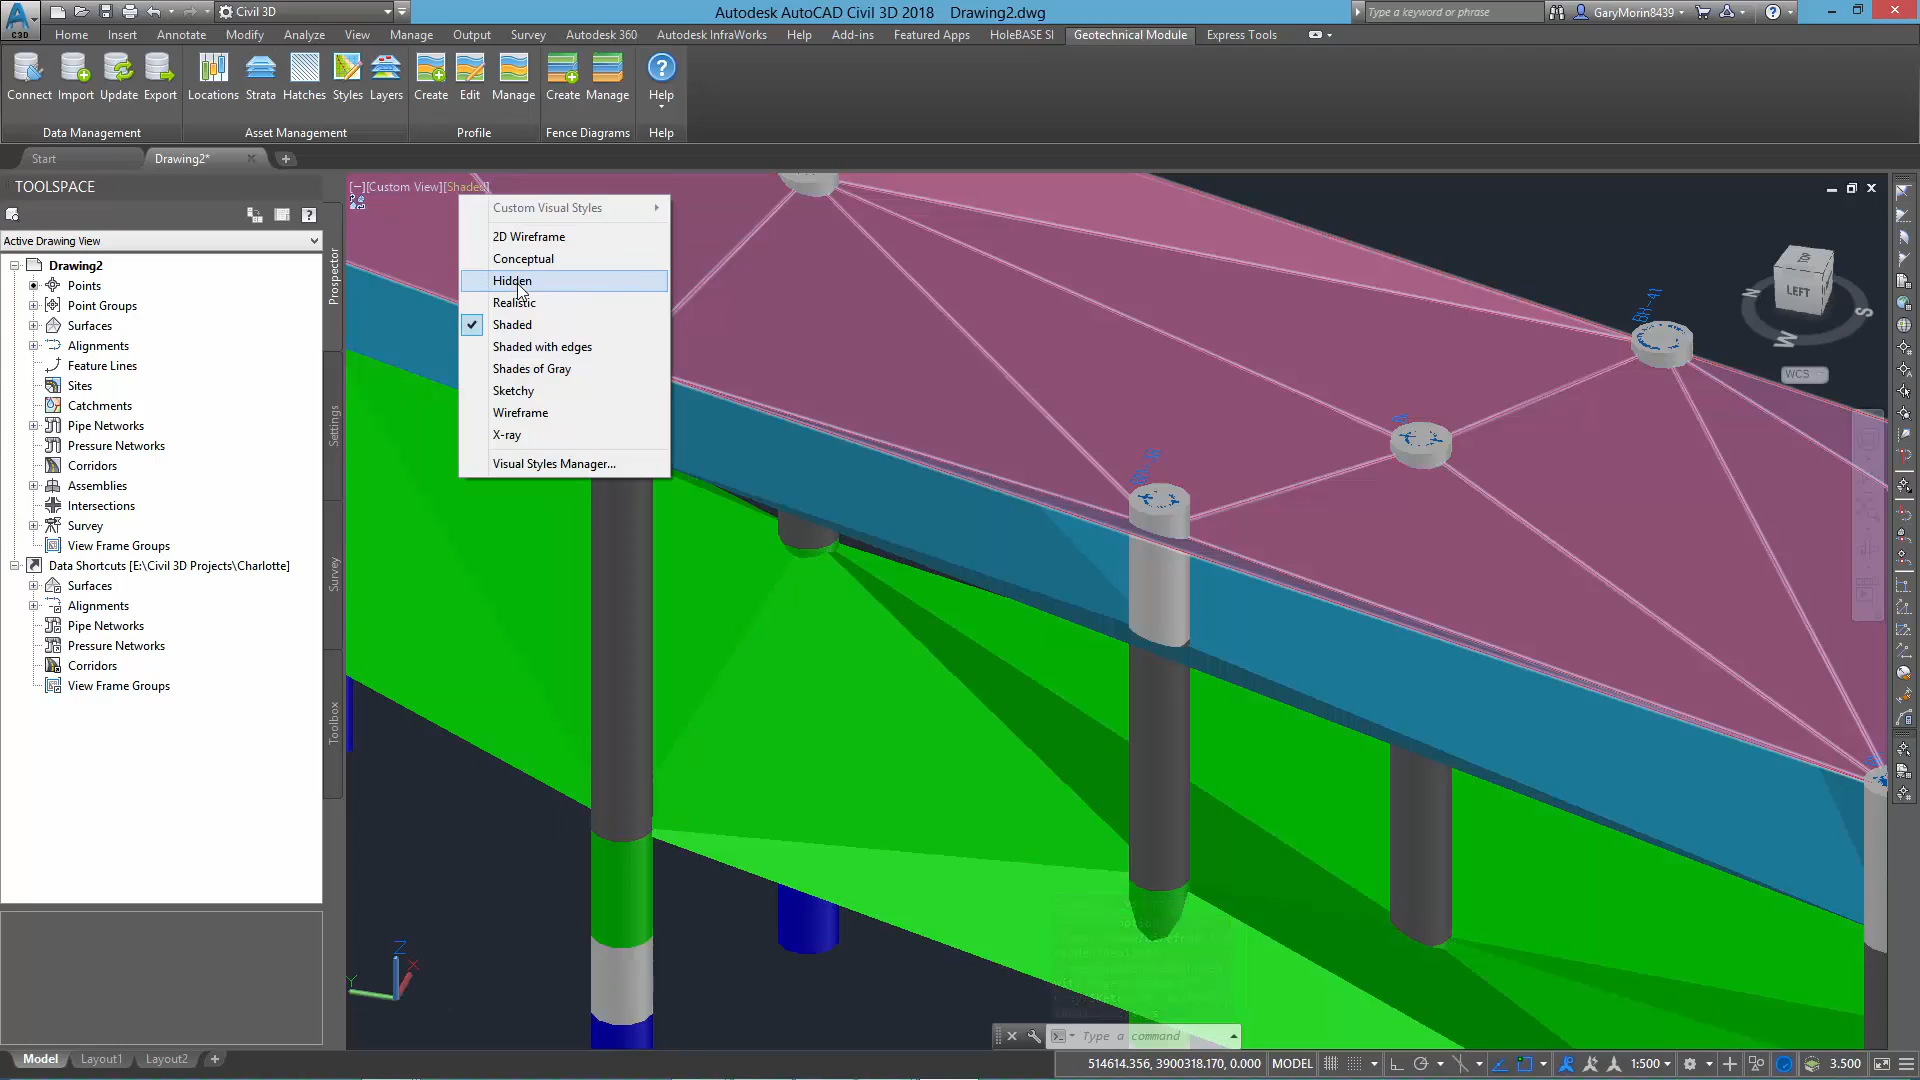 Civil 3D
Autodesk AutoCAD Civil 3D 2018 Drawing2.dwg
Type a keyword or phrase
GaryMorin8439
C3D
Home Insert Annotate Modify Analyze View Manage Output Survey Autodesk 360 Autodesk InfraWorks Help Add-ins Featured Apps HoleBASE SI Geotechnical Module Express Tools
Connect Import Update Export Locations Strata Hatches Styles Layers Create Edit Manage Create Manage Help
Data Management Asset Management Profile Fence Diagrams Help
Start Drawing2*
TOOLSPACE
Active Drawing View
Drawing2
Points
Point Groups
Surfaces
Alignments
Feature Lines
Sites
Catchments
Pipe Networks
Pressure Networks
Corridors
Assemblies
Intersections
Survey
View Frame Groups
Data Shortcuts [E:\Civil 3D Projects\Charlotte]
Surfaces
Alignments
Pipe Networks
Pressure Networks
Corridors
View Frame Groups
Prospector
Settings
Survey
Toolbox
[−][Custom View][Shaded]
Custom Visual Styles
2D Wireframe
Conceptual
Hidden
Realistic
Shaded
Shaded with edges
Shades of Gray
Sketchy
Wireframe
X-ray
Visual Styles Manager...
TOP
LEFT
N
S
W
WCS
BH-41
Z
X
Y
Type a command
Model Layout1 Layout2
514614.356, 3900318.170, 0.000 MODEL 1:500 3.500